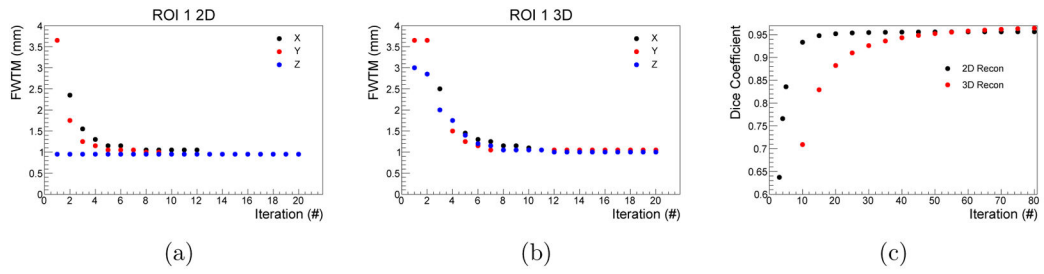 ROI 1 2D
FWTM (mm)
4
3.5
3
2.5
2
1.5
1
0.5
0
X
Y
Z
0 2 4 6 8 10 12 14 16 18 20
Iteration (#)
(a)
ROI 1 3D
FWTM (mm)
4
3.5
3
2.5
2
1.5
1
0.5
0
X
Y
Z
0 2 4 6 8 10 12 14 16 18 20
Iteration (#)
(b)
Dice Coefficient
0.95
0.9
0.85
0.8
0.75
0.7
0.65
0.6
2D Recon
3D Recon
0 10 20 30 40 50 60 70 80
Iteration (#)
(c)